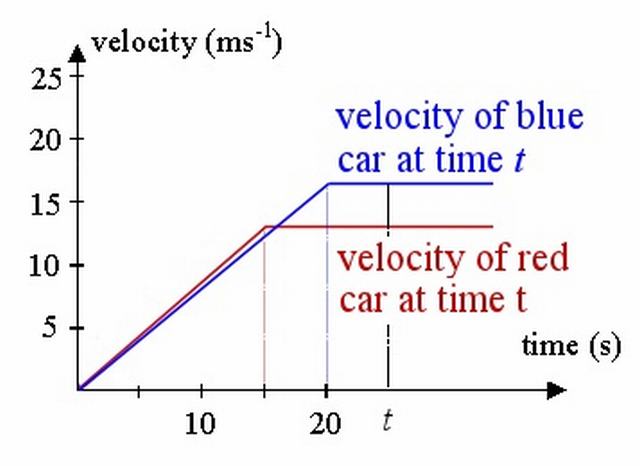 velocity (ms⁻¹)
25
20
15
10
5
velocity of blue
car at time t
velocity of red
car at time t
time (s)
10
20
t